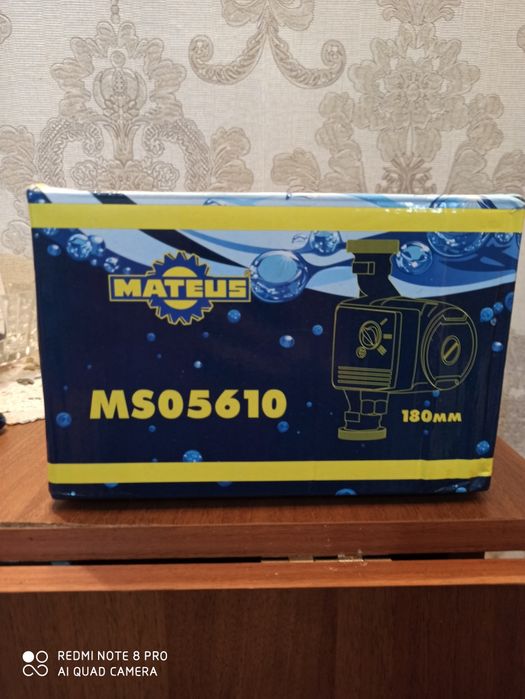 MATEUS
MS05610
180мм
REDMI NOTE 8 PRO
AI QUAD CAMERA